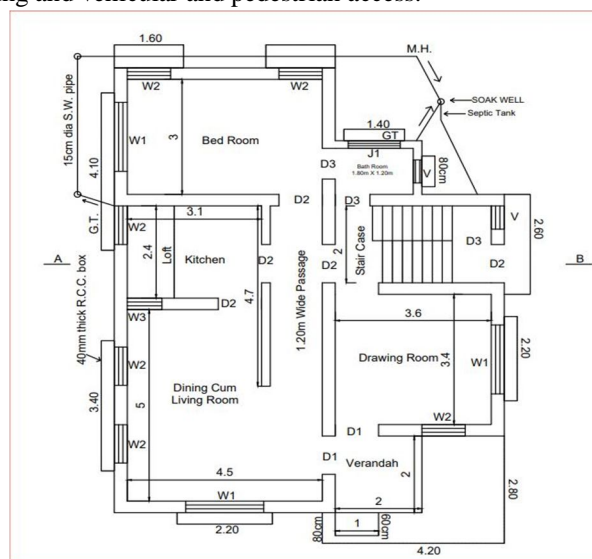 ing and vehicular and pedestrian access.
1.60
M.H.
15cm dia S.W. pipe
W2
W2
SOAK WELL
Septic Tank
1.40
GT
W1
3
Bed Room
J1
Bath Room
1.80m X 1.20m
V
80cm
4.10
D3
D2
D3
G.T.
3.1
W2
2.4
Loft
Kitchen
D2
4.7
1.20m Wide Passage
D2
2
Stair Case
D3
V
D2
2.60
A
B
D2
W3
40mm thick R.C.C. box
3.6
3.4
Drawing Room
W1
2.20
W2
3.40
5
Dining Cum
Living Room
W2
D1
W2
D1
Verandah
4.5
W1
2
2
2.80
2.20
80cm
1
60cm
4.20